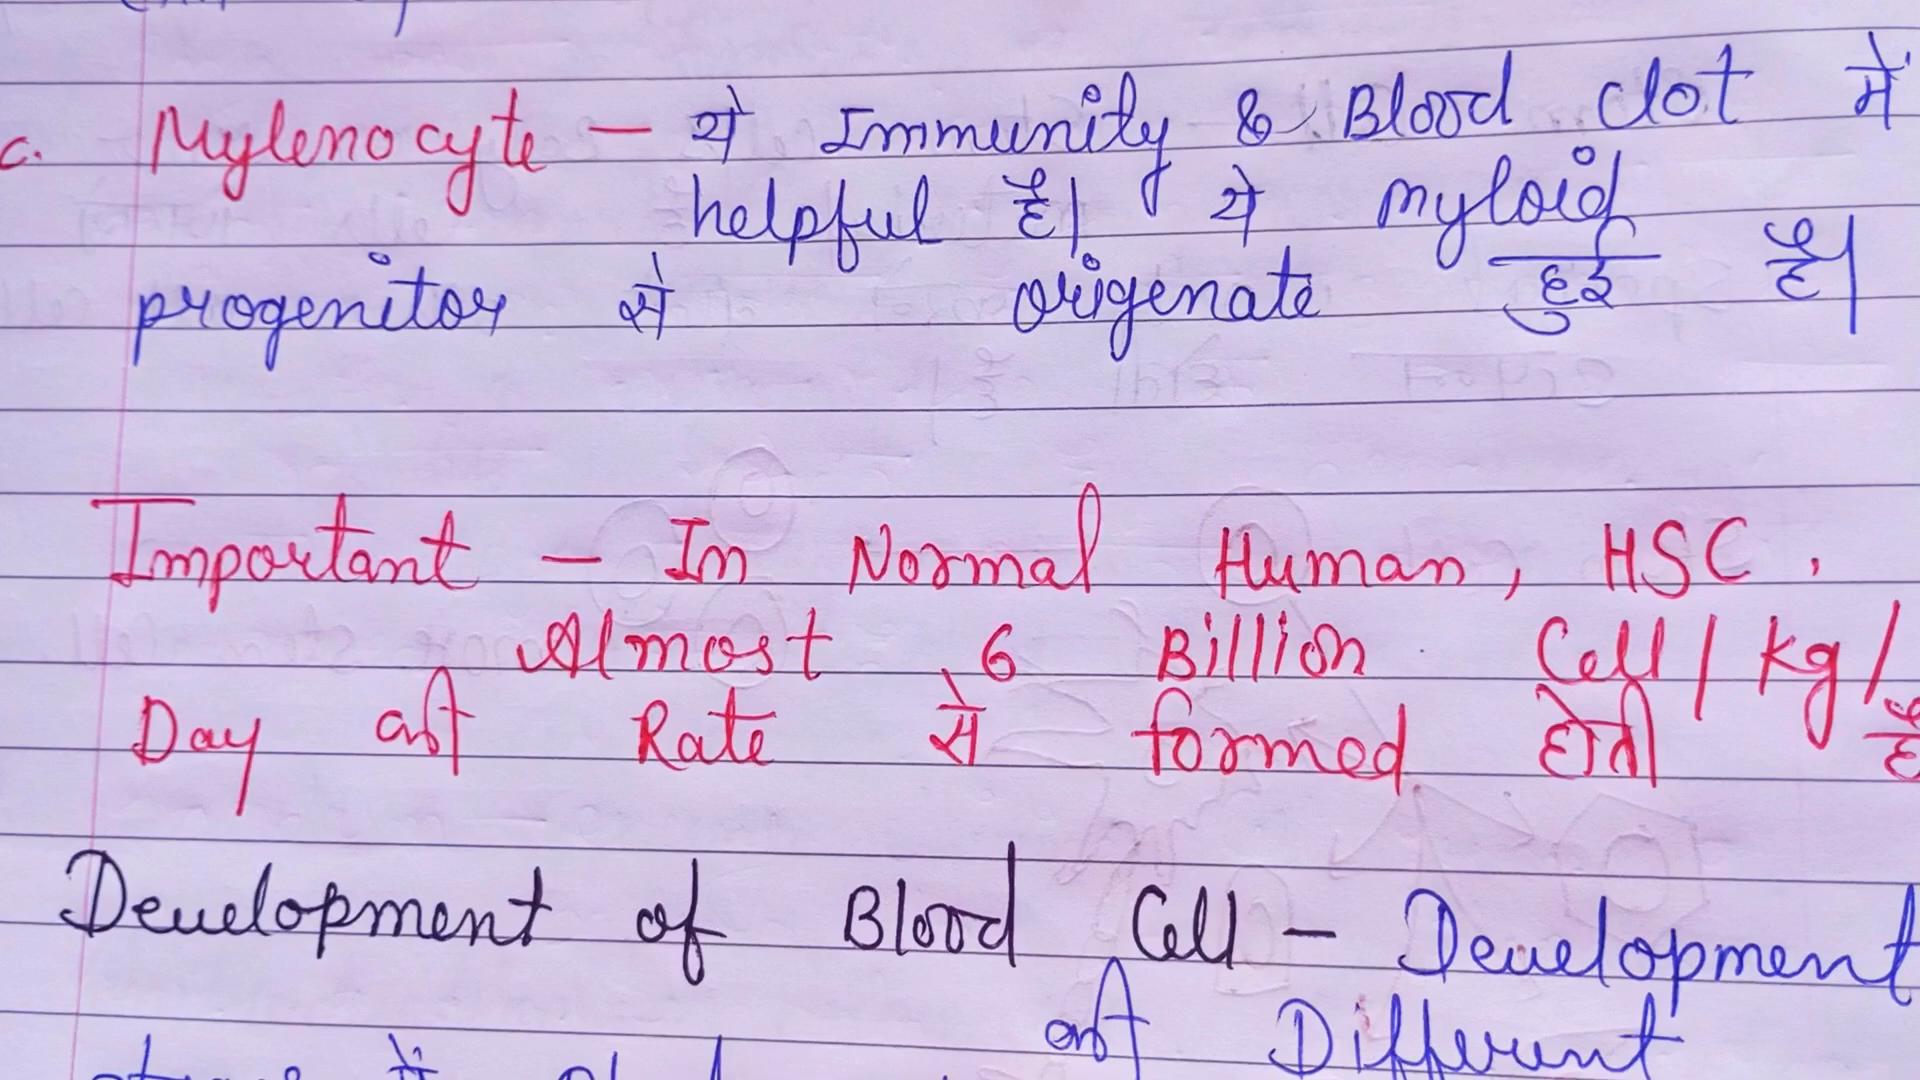 c. Mylenocyte - ये Immunity & Blood clot में
helpful है। ये myloid
progenitor से origenate हुई है।
Important - In Normal Human, HSC.
Almost 6 Billion Cell/kg/
Day की Rate से formed होती है
Development of Blood Cell - Development
की Different